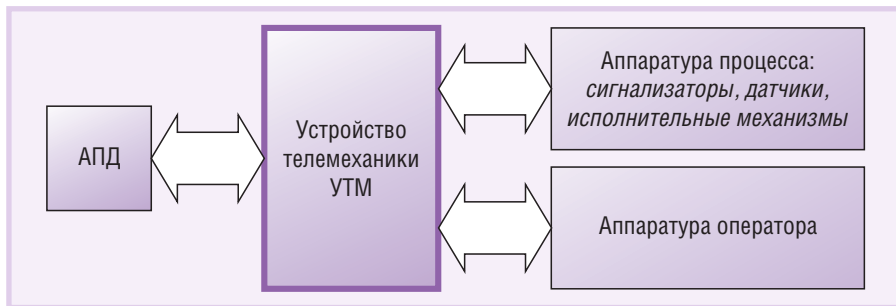 АПД
Устройство
телемеханики
УТМ
Аппаратура процесса:
сигнализаторы, датчики,
исполнительные механизмы
Аппаратура оператора